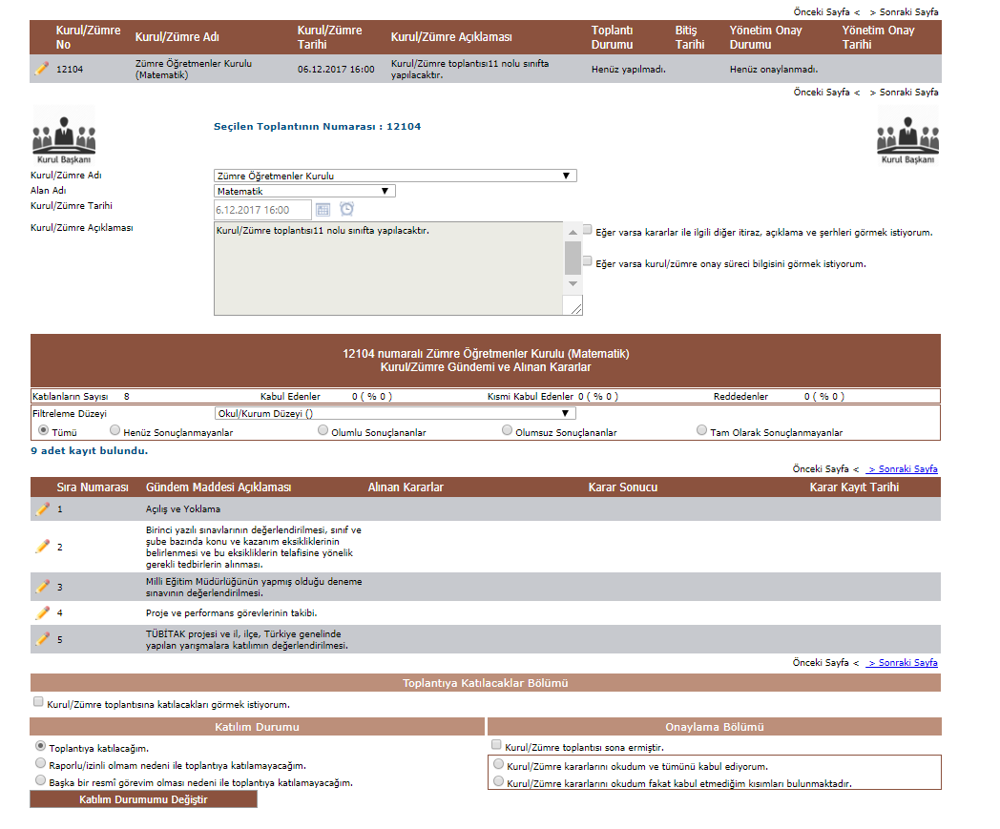 Önceki Sayfa < > Sonraki Sayfa
Kurul/Zümre No Kurul/Zümre Adı Kurul/Zümre Tarihi Kurul/Zümre Açıklaması Toplantı Durumu Bitiş Tarihi Yönetim Onay Durumu Yönetim Onay Tarihi
12104 Zümre Öğretmenler Kurulu (Matematik) 06.12.2017 16:00 Kurul/Zümre toplantısı11 nolu sınıfta yapılacaktır. Henüz yapılmadı. Henüz onaylanmadı.
Önceki Sayfa < > Sonraki Sayfa
Kurul Başkanı
Seçilen Toplantının Numarası : 12104
Kurul Başkanı
Kurul/Zümre Adı Zümre Öğretmenler Kurulu
Alan Adı Matematik
Kurul/Zümre Tarihi 6.12.2017 16:00
Kurul/Zümre Açıklaması Kurul/Zümre toplantısı11 nolu sınıfta yapılacaktır.
Eğer varsa kararlar ile ilgili diğer itiraz, açıklama ve şerhleri görmek istiyorum.
Eğer varsa kurul/zümre onay süreci bilgisini görmek istiyorum.
12104 numaralı Zümre Öğretmenler Kurulu (Matematik)
Kurul/Zümre Gündemi ve Alınan Kararlar
Katılanların Sayısı 8 Kabul Edenler 0 ( % 0 ) Kısmi Kabul Edenler 0 ( % 0 ) Reddedenler 0 ( % 0 )
Filtreleme Düzeyi Okul/Kurum Düzeyi ()
Tümü Henüz Sonuçlanmayanlar Olumlu Sonuçlananlar Olumsuz Sonuçlananlar Tam Olarak Sonuçlanmayanlar
9 adet kayıt bulundu.
Önceki Sayfa < > Sonraki Sayfa
Sıra Numarası Gündem Maddesi Açıklaması Alınan Kararlar Karar Sonucu Karar Kayıt Tarihi
1 Açılış ve Yoklama
2 Birinci yazılı sınavlarının değerlendirilmesi, sınıf ve
şube bazında konu ve kazanım eksikliklerinin
belirlenmesi ve bu eksikliklerin telafisine yönelik
gerekli tedbirlerin alınması.
3 Milli Eğitim Müdürlüğünün yapmış olduğu deneme
sınavının değerlendirilmesi.
4 Proje ve performans görevlerinin takibi.
5 TÜBİTAK projesi ve il, ilçe, Türkiye genelinde
yapılan yarışmalara katılımın değerlendirilmesi.
Önceki Sayfa < > Sonraki Sayfa
Toplantıya Katılacaklar Bölümü
Kurul/Zümre toplantısına katılacakları görmek istiyorum.
Katılım Durumu
Toplantıya katılacağım.
Raporlu/izinli olmam nedeni ile toplantıya katılamayacağım.
Başka bir resmî görevim olması nedeni ile toplantıya katılamayacağım.
Katılım Durumumu Değiştir
Onaylama Bölümü
Kurul/Zümre toplantısı sona ermiştir.
Kurul/Zümre kararlarını okudum ve tümünü kabul ediyorum.
Kurul/Zümre kararlarını okudum fakat kabul etmediğim kısımları bulunmaktadır.